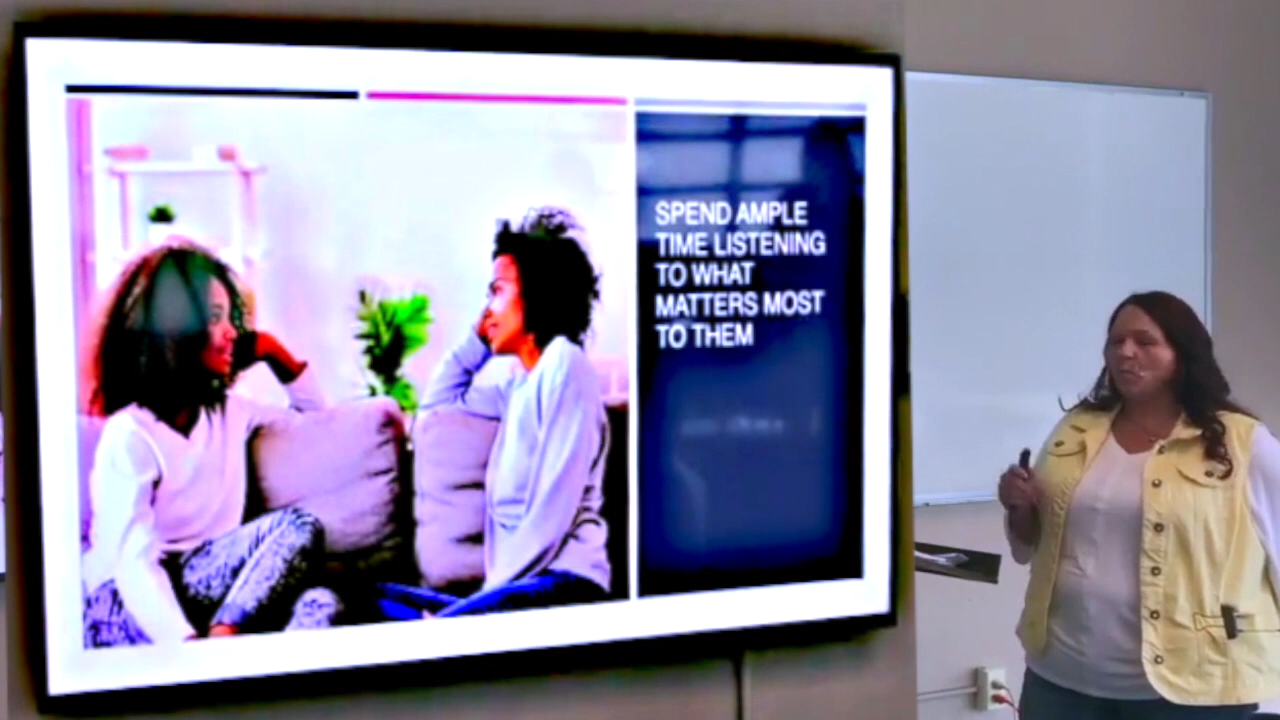 SPEND AMPLE
TIME LISTENING
TO WHAT
MATTERS MOST
TO THEM